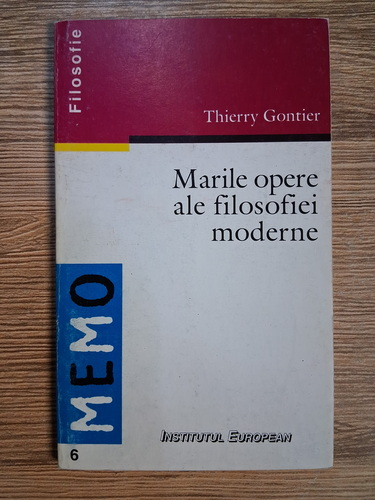 Filosofie
Thierry Gontier
Marile opere
ale filosofiei
moderne
MEMO
6
INSTITUTUL EUROPEAN